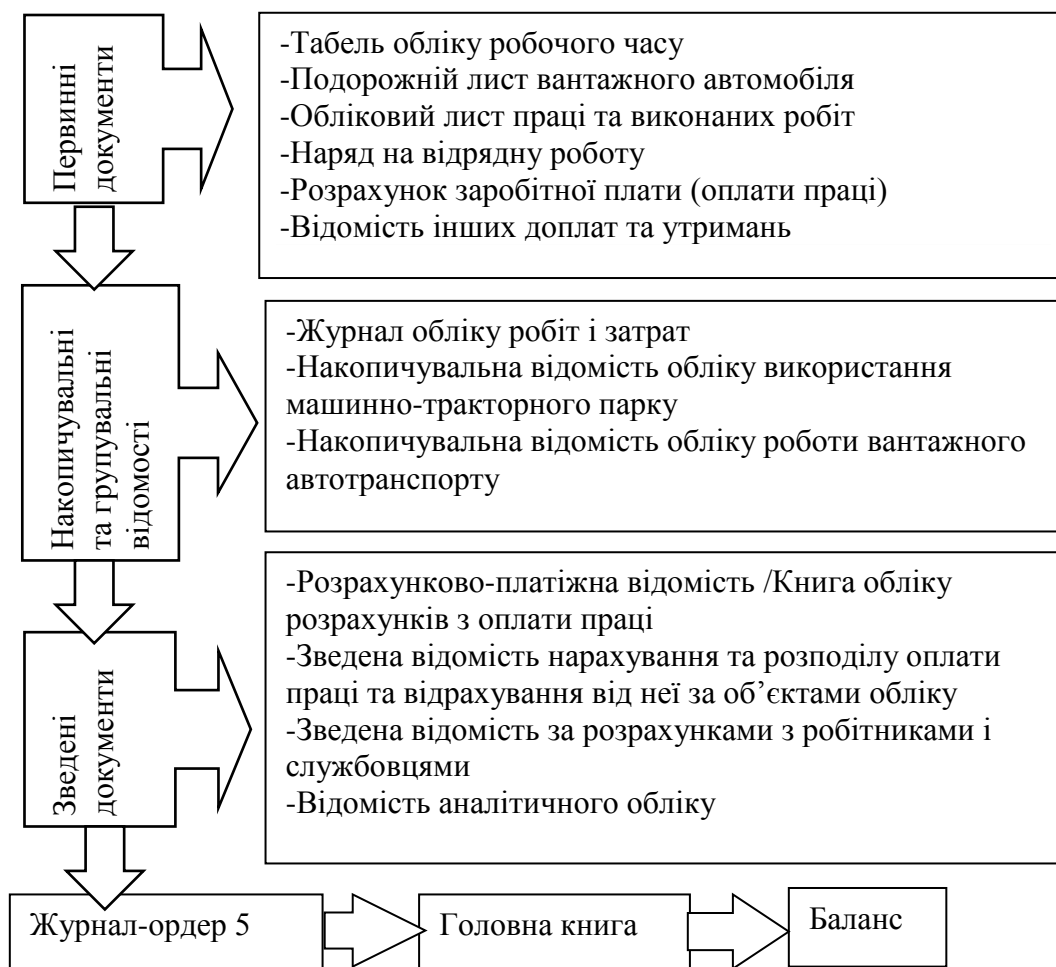 Первинні
документи
-Табель обліку робочого часу
-Подорожній лист вантажного автомобіля
-Обліковий лист праці та виконаних робіт
-Наряд на відрядну роботу
-Розрахунок заробітної плати (оплати праці)
-Відомість інших доплат та утримань
Накопичувальні
та групувальні
відомості
-Журнал обліку робіт і затрат
-Накопичувальна відомість обліку використання
машинно-тракторного парку
-Накопичувальна відомість обліку роботи вантажного
автотранспорту
Зведені
документи
-Розрахунково-платіжна відомість /Книга обліку
розрахунків з оплати праці
-Зведена відомість нарахування та розподілу оплати
праці та відрахування від неї за об’єктами обліку
-Зведена відомість за розрахунками з робітниками і
службовцями
-Відомість аналітичного обліку
Журнал-ордер 5
Головна книга
Баланс